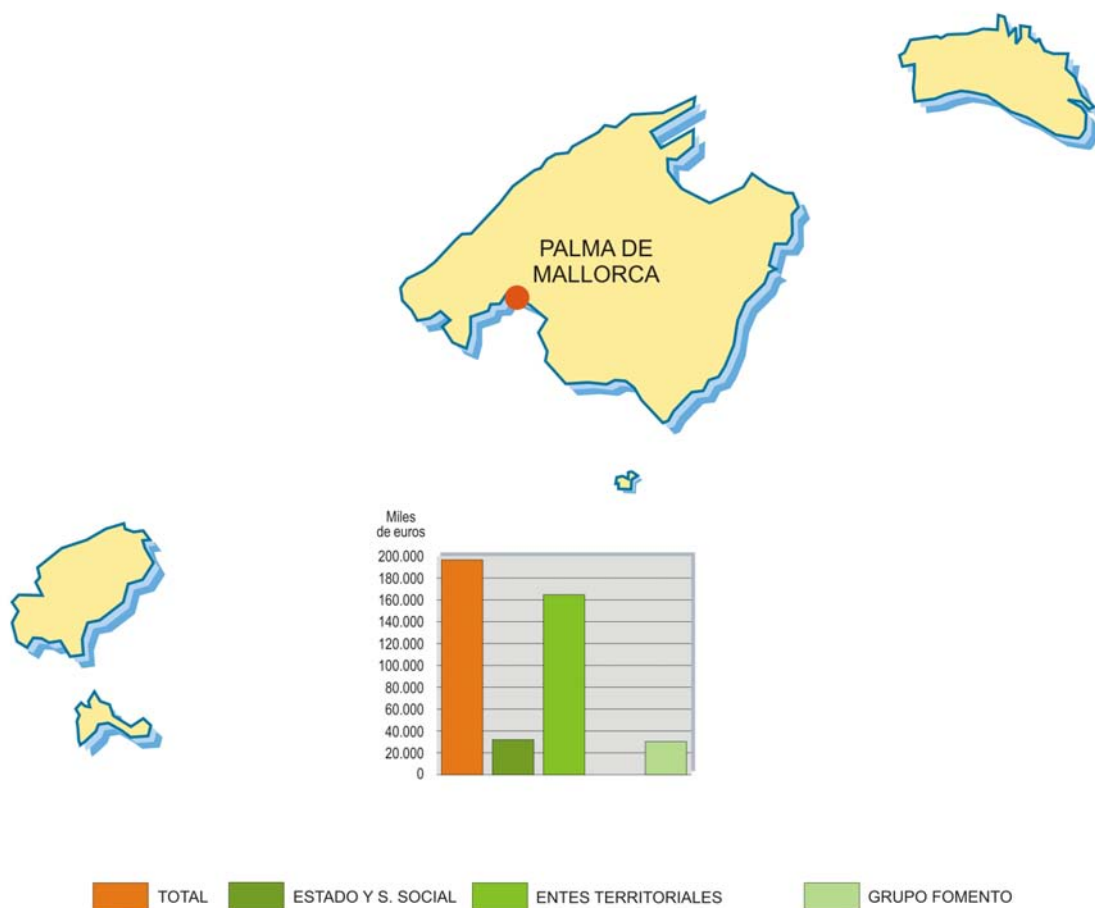 PALMA DE
MALLORCA
Miles
de euros
200.000
180.000
160.000
140.000
120.000
100.000
80.000
60.000
40.000
20.000
0
TOTAL
ESTADO Y S. SOCIAL
ENTES TERRITORIALES
GRUPO FOMENTO